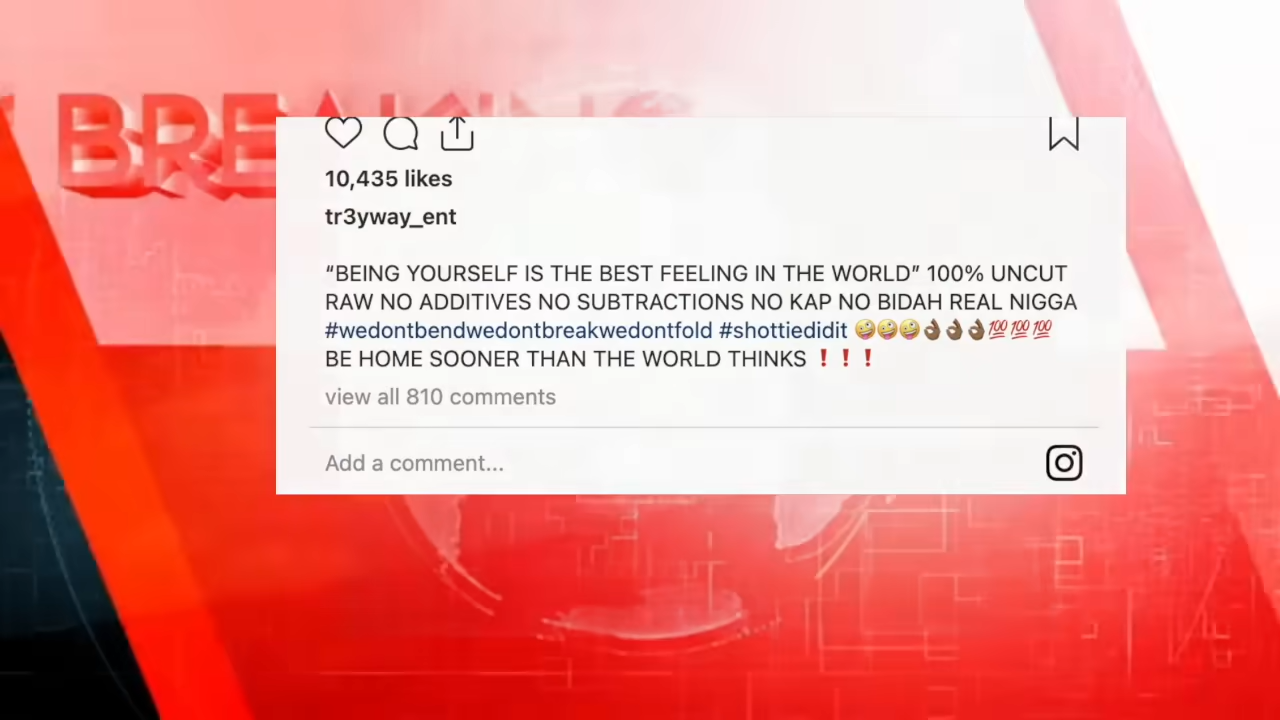 BREAKING
10,435 likes
tr3yway_ent
“BEING YOURSELF IS THE BEST FEELING IN THE WORLD” 100% UNCUT
RAW NO ADDITIVES NO SUBTRACTIONS NO KAP NO BIDAH REAL NIGGA
#wedontbendwedontbreakwedontfold #shottiedidit 🤪🤪🤪👌🏾👌🏾👌🏾💯💯💯
BE HOME SOONER THAN THE WORLD THINKS ❗❗❗
view all 810 comments
Add a comment...